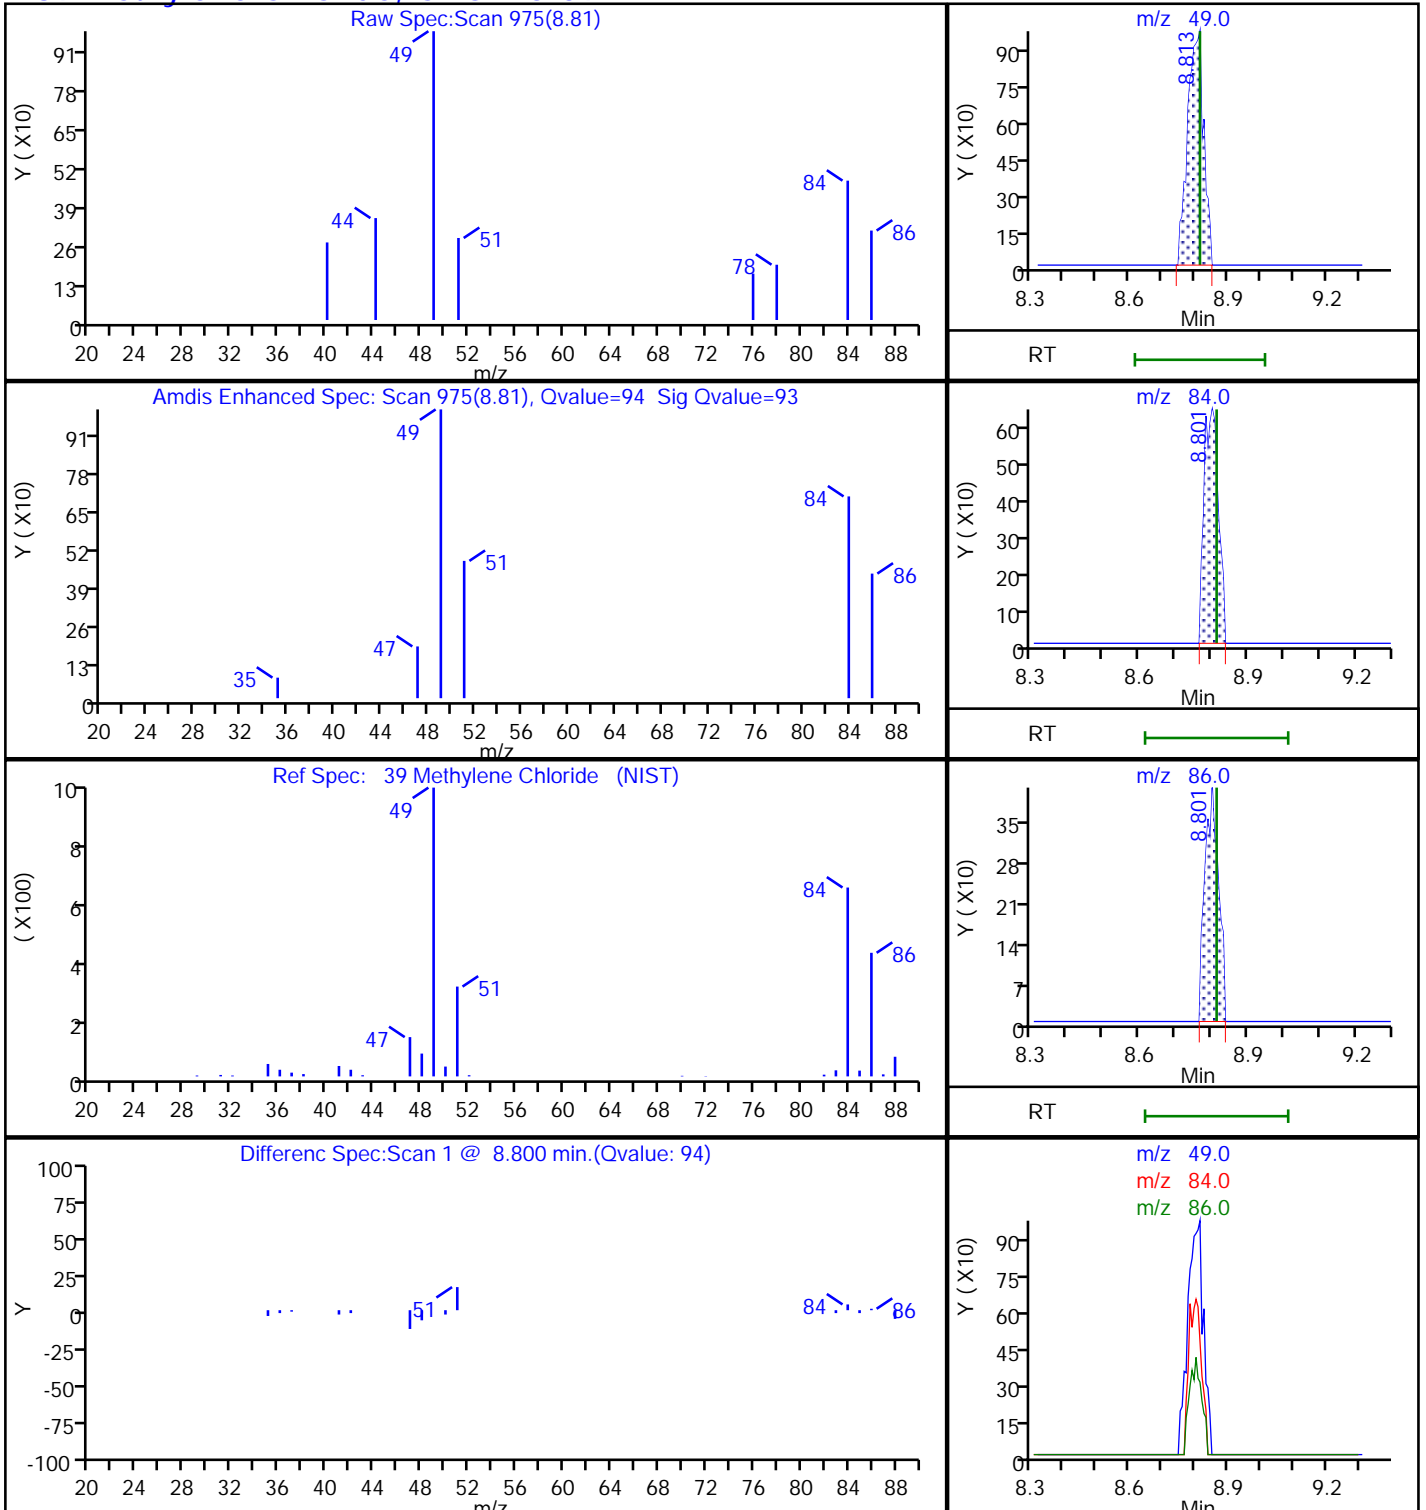 Raw Spec:Scan 975(8.81)
Y ( X10)
91
78
65
52
39
26
13
0
49
44
51
78
84
86
20 24 28 32 36 40 44 48 52 56 60 64 68 72 76 80 84 88
m/z
m/z 49.0
Y ( X10)
90
75
60
45
30
15
0
8.813
8.3 8.6 8.9 9.2
Min
RT
Amdis Enhanced Spec: Scan 975(8.81), Qvalue=94 Sig Qvalue=93
Y ( X10)
91
78
65
52
39
26
13
0
35
47
49
51
84
86
20 24 28 32 36 40 44 48 52 56 60 64 68 72 76 80 84 88
m/z
m/z 84.0
Y ( X10)
60
50
40
30
20
10
0
8.801
8.3 8.6 8.9 9.2
Min
RT
Ref Spec: 39 Methylene Chloride (NIST)
( X100)
10
8
6
4
2
0
47
49
51
84
86
20 24 28 32 36 40 44 48 52 56 60 64 68 72 76 80 84 88
m/z 86.0
Y ( X10)
35
28
21
14
7
0
8.801
8.3 8.6 8.9 9.2
Min
RT
Differenc Spec:Scan 1 @ 8.800 min.(Qvalue: 94)
Y
100
75
50
25
0
-25
-50
-75
-100
51
84
86
20 24 28 32 36 40 44 48 52 56 60 64 68 72 76 80 84 88
m/z
m/z 49.0
m/z 84.0
m/z 86.0
Y ( X10)
90
75
60
45
30
15
0
8.3 8.6 8.9 9.2
Min